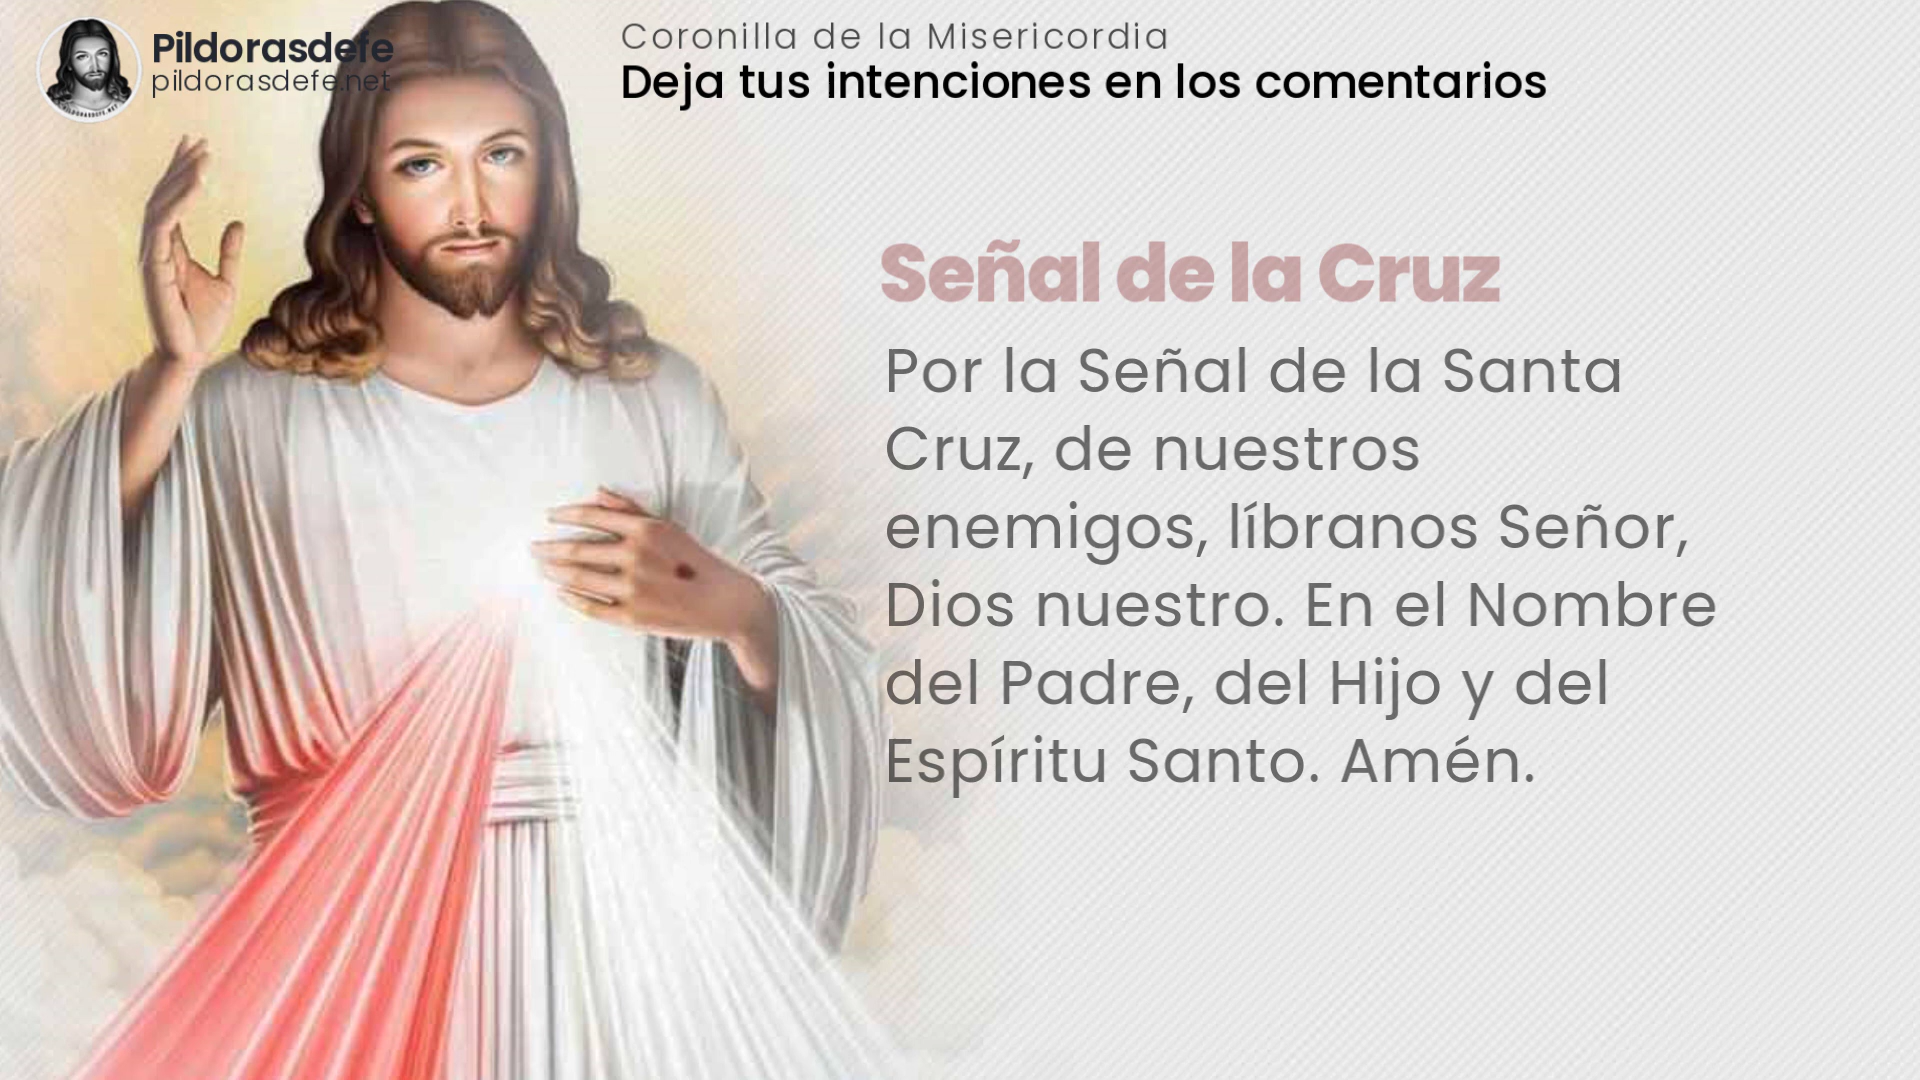 Pildorasdefe
pildorasdefe.net
Coronilla de la Misericordia
Deja tus intenciones en los comentarios
Señal de la Cruz
Por la Señal de la Santa
Cruz, de nuestros
enemigos, líbranos Señor,
Dios nuestro. En el Nombre
del Padre, del Hijo y del
Espíritu Santo. Amén.